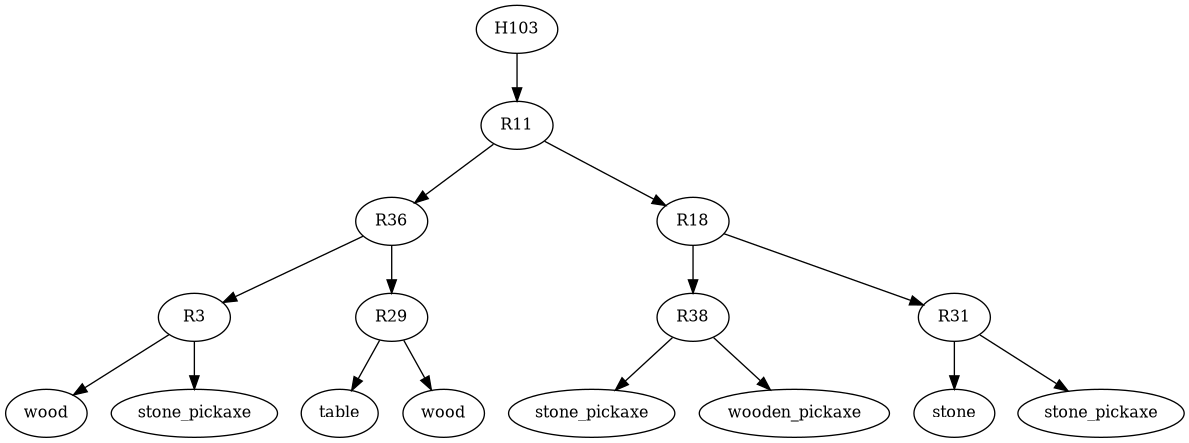 H103
R11
R36
R18
R3
R29
R38
R31
wood
stone_pickaxe
table
wood
stone_pickaxe
wooden_pickaxe
stone
stone_pickaxe